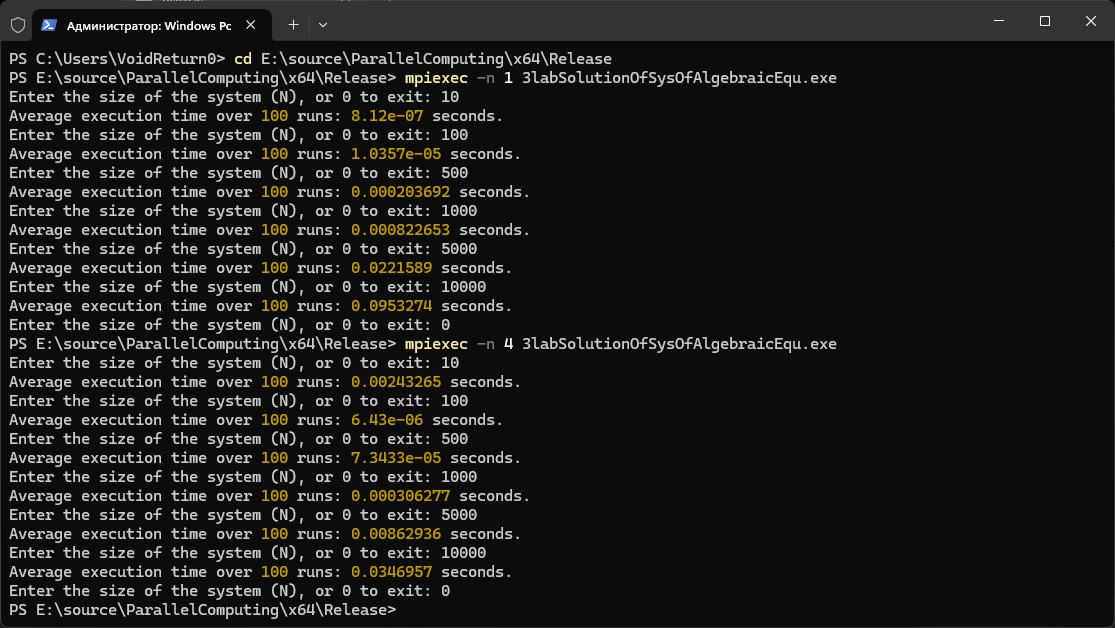 Администратор: Windows Pc
PS C:\Users\VoidReturn0> cd E:\source\ParallelComputing\x64\Release
PS E:\source\ParallelComputing\x64\Release> mpiexec -n 1 3labSolutionOfSysOfAlgebraicEqu.exe
Enter the size of the system (N), or 0 to exit: 10
Average execution time over 100 runs: 8.12e-07 seconds.
Enter the size of the system (N), or 0 to exit: 100
Average execution time over 100 runs: 1.0357e-05 seconds.
Enter the size of the system (N), or 0 to exit: 500
Average execution time over 100 runs: 0.000203692 seconds.
Enter the size of the system (N), or 0 to exit: 1000
Average execution time over 100 runs: 0.000822653 seconds.
Enter the size of the system (N), or 0 to exit: 5000
Average execution time over 100 runs: 0.0221589 seconds.
Enter the size of the system (N), or 0 to exit: 10000
Average execution time over 100 runs: 0.0953274 seconds.
Enter the size of the system (N), or 0 to exit: 0
PS E:\source\ParallelComputing\x64\Release> mpiexec -n 4 3labSolutionOfSysOfAlgebraicEqu.exe
Enter the size of the system (N), or 0 to exit: 10
Average execution time over 100 runs: 0.00243265 seconds.
Enter the size of the system (N), or 0 to exit: 100
Average execution time over 100 runs: 6.43e-06 seconds.
Enter the size of the system (N), or 0 to exit: 500
Average execution time over 100 runs: 7.3433e-05 seconds.
Enter the size of the system (N), or 0 to exit: 1000
Average execution time over 100 runs: 0.000306277 seconds.
Enter the size of the system (N), or 0 to exit: 5000
Average execution time over 100 runs: 0.00862936 seconds.
Enter the size of the system (N), or 0 to exit: 10000
Average execution time over 100 runs: 0.0346957 seconds.
Enter the size of the system (N), or 0 to exit: 0
PS E:\source\ParallelComputing\x64\Release>